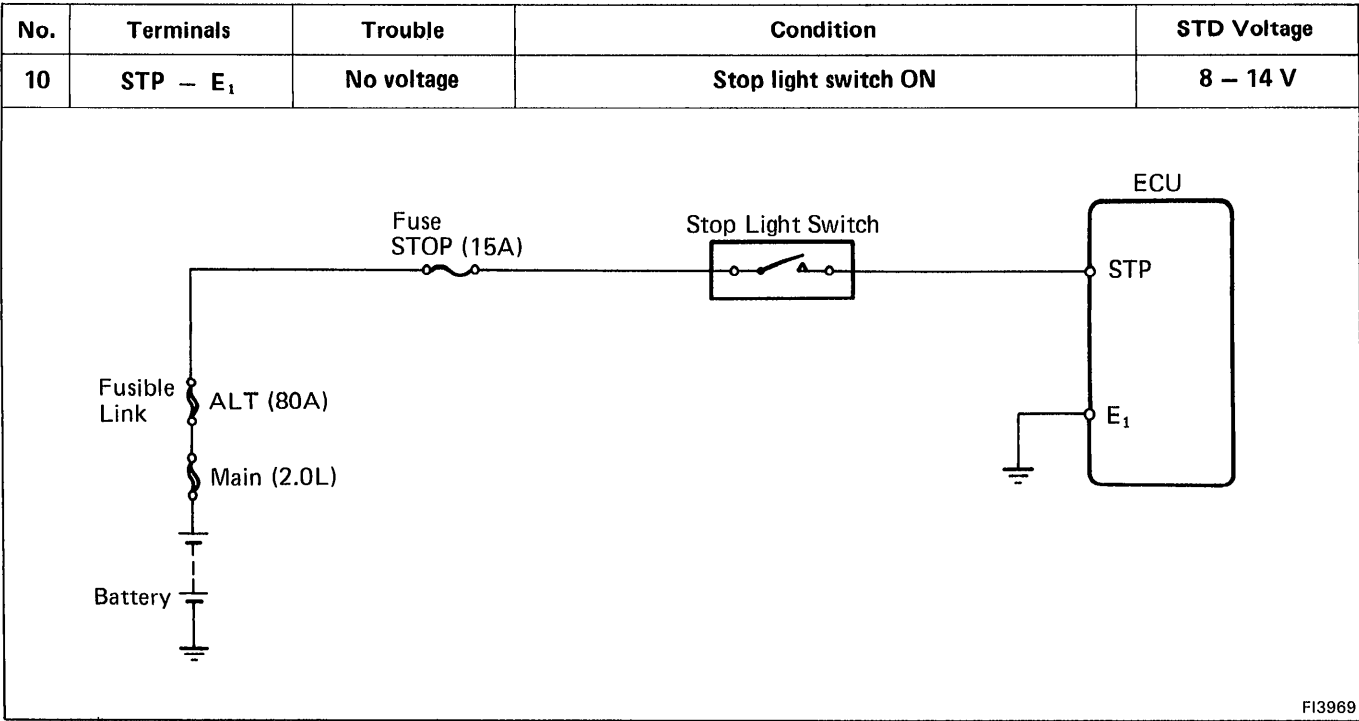 No. Terminals Trouble Condition STD Voltage
10 STP – E₁ No voltage Stop light switch ON 8 – 14 V
ECU
Fuse
STOP (15A)
Stop Light Switch
STP
Fusible
Link
ALT (80A)
E₁
Main (2.0L)
Battery
FI3969